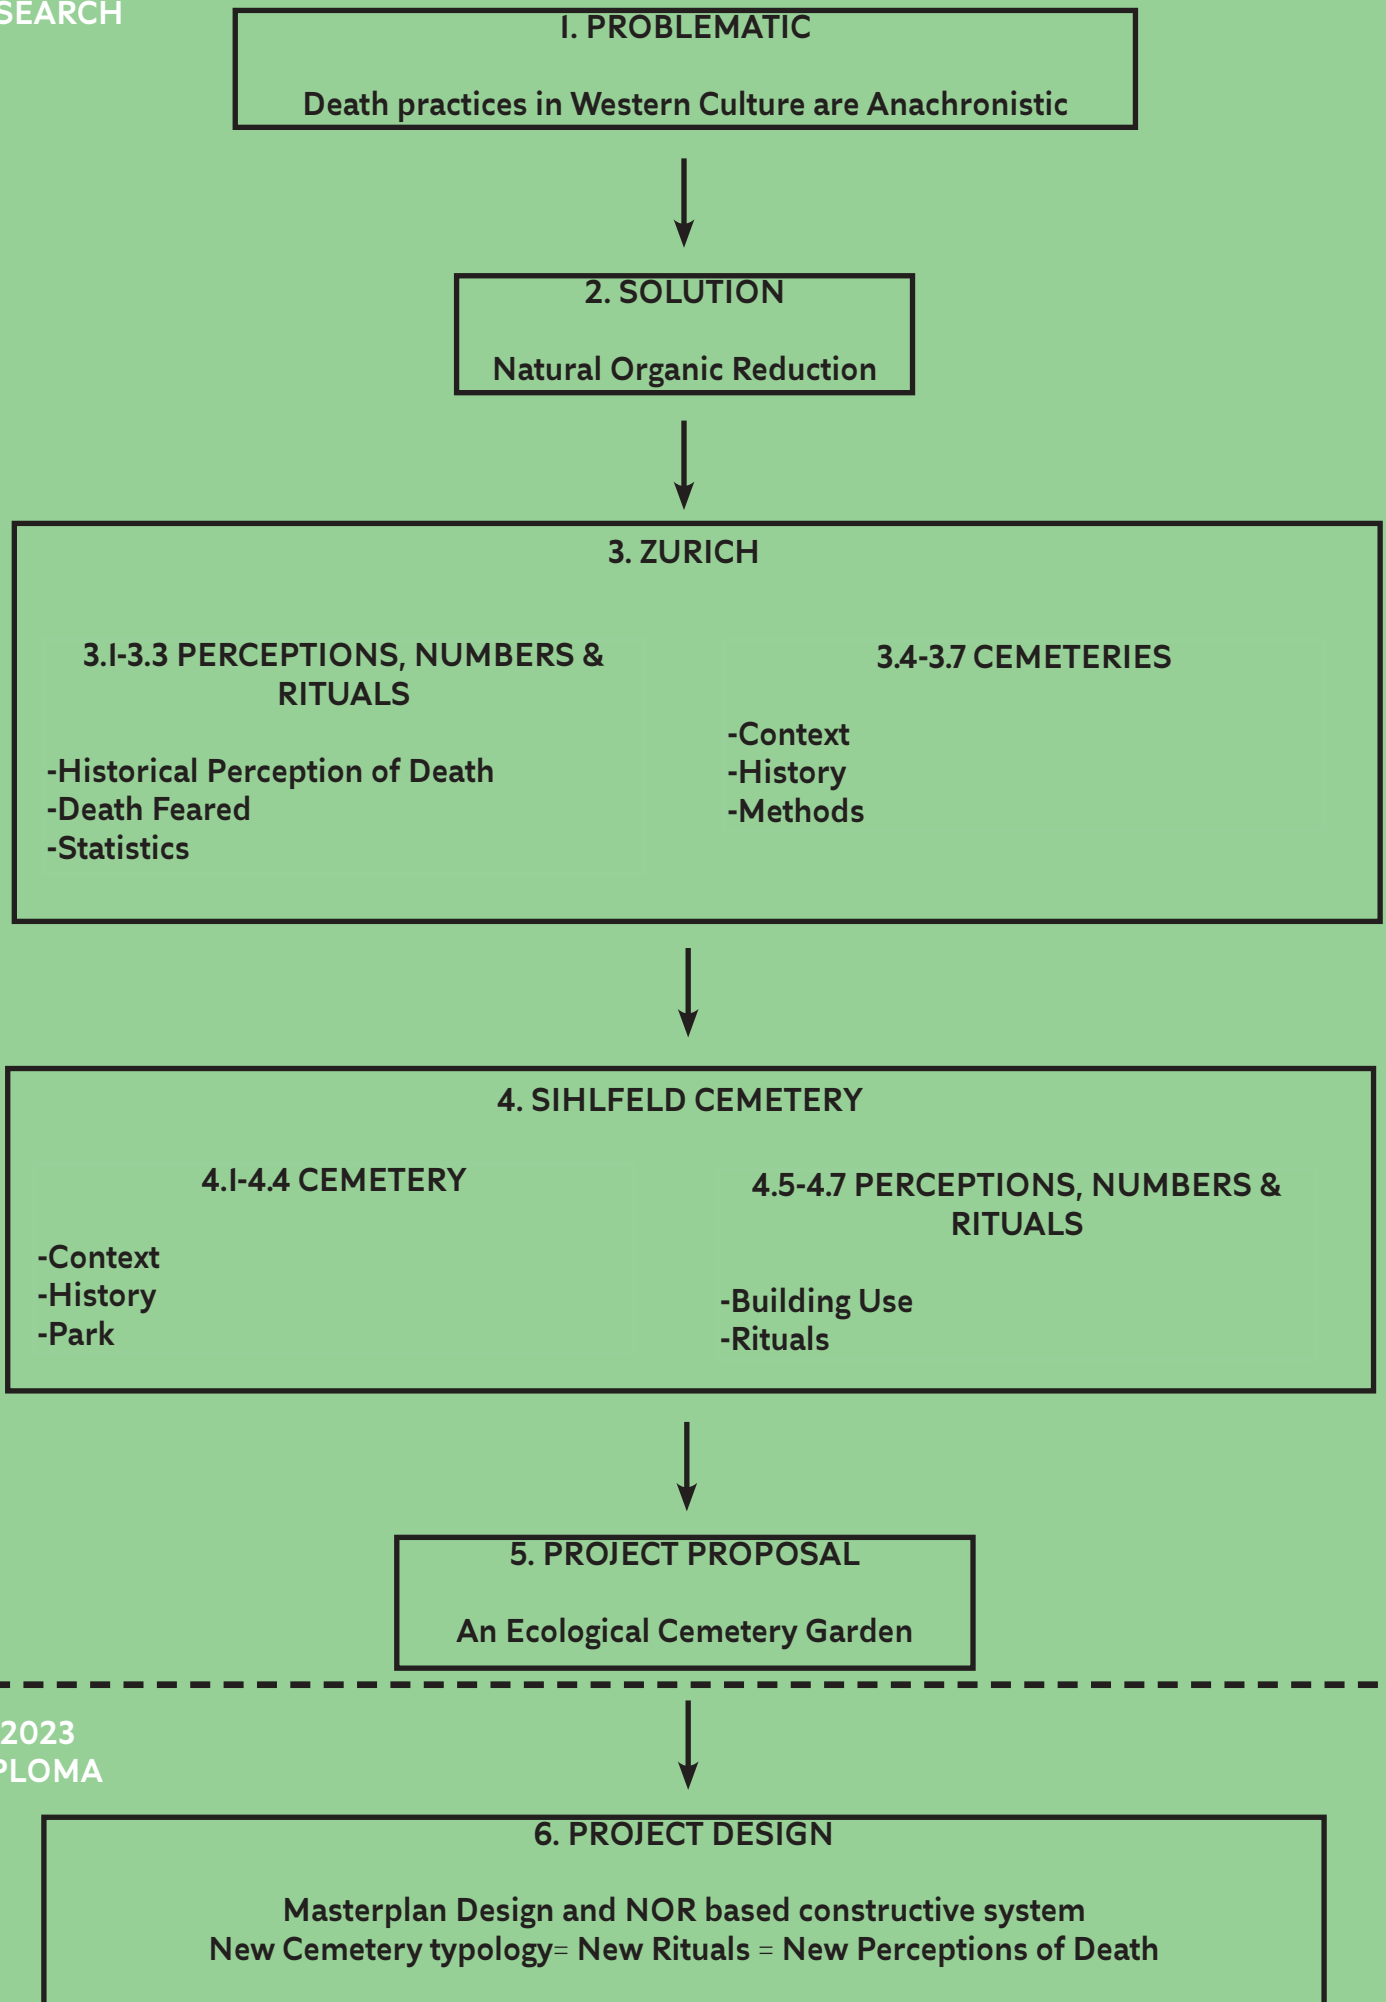 SEARCH
1. PROBLEMATIC
Death practices in Western Culture are Anachronistic
2. SOLUTION
Natural Organic Reduction
3. ZURICH
3.1-3.3 PERCEPTIONS, NUMBERS &
RITUALS
-Historical Perception of Death
-Death Feared
-Statistics
3.4-3.7 CEMETERIES
-Context
-History
-Methods
4. SIHLFELD CEMETERY
4.1-4.4 CEMETERY
-Context
-History
-Park
4.5-4.7 PERCEPTIONS, NUMBERS &
RITUALS
-Building Use
-Rituals
5. PROJECT PROPOSAL
An Ecological Cemetery Garden
2023
PLOMA
6. PROJECT DESIGN
Masterplan Design and NOR based constructive system
New Cemetery typology= New Rituals = New Perceptions of Death